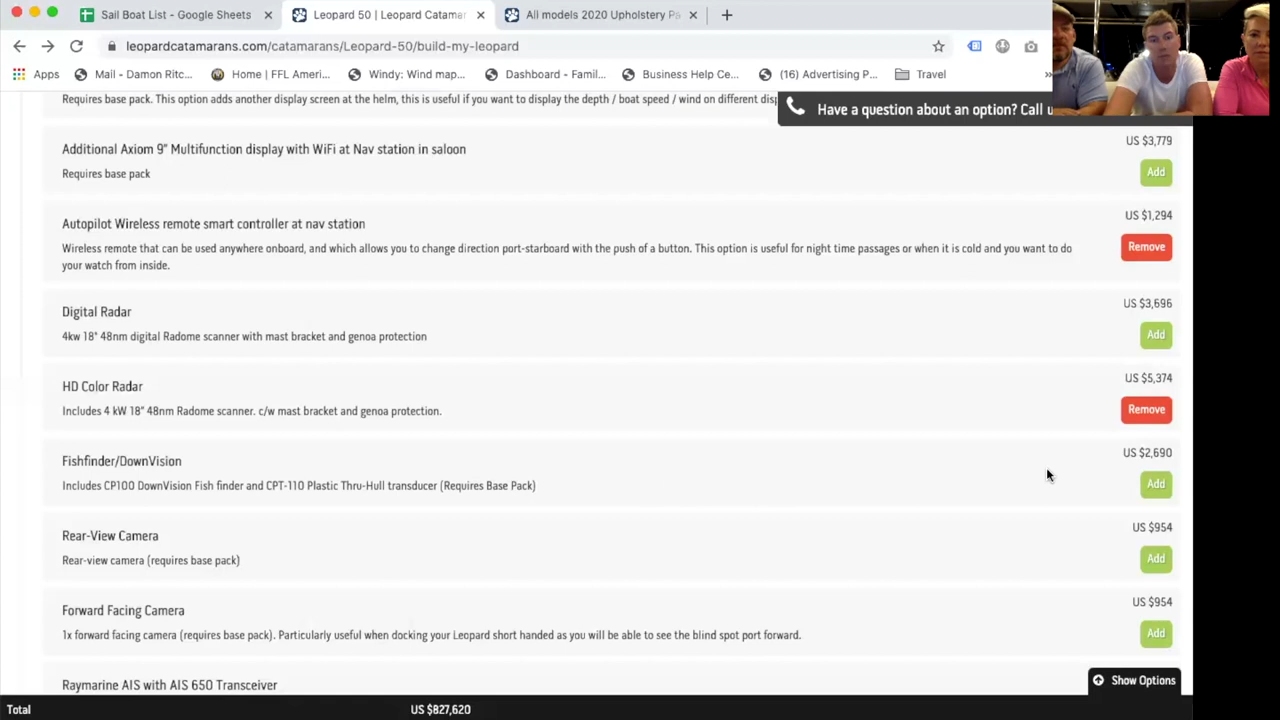 Sail Boat List - Google Sheets
Leopard 50 | Leopard Catamar
All models 2020 Upholstery Pa
leopardcatamarans.com/catamarans/Leopard-50/build-my-leopard
Apps
Mail - Damon Ritc...
Home | FFL Ameri...
Windy: Wind map...
Dashboard - Famil...
Business Help Ce...
(16) Advertising P...
Travel
»
Requires base pack. This option adds another display screen at the helm, this is useful if you want to display the depth / boat speed / wind on different disp
Have a question about an option? Call u
Additional Axiom 9" Multifunction display with WiFi at Nav station in saloon
US $3,779
Requires base pack
Add
Autopilot Wireless remote smart controller at nav station
US $1,294
Wireless remote that can be used anywhere onboard, and which allows you to change direction port-starboard with the push of a button. This option is useful for night time passages or when it is cold and you want to do
your watch from inside.
Remove
Digital Radar
US $3,696
4kw 18" 48nm digital Radome scanner with mast bracket and genoa protection
Add
HD Color Radar
US $5,374
Includes 4 kW 18" 48nm Radome scanner. c/w mast bracket and genoa protection.
Remove
Fishfinder/DownVision
US $2,690
Includes CP100 DownVision Fish finder and CPT-110 Plastic Thru-Hull transducer (Requires Base Pack)
Add
Rear-View Camera
US $954
Rear-view camera (requires base pack)
Add
Forward Facing Camera
US $954
1x forward facing camera (requires base pack). Particularly useful when docking your Leopard short handed as you will be able to see the blind spot port forward.
Add
Raymarine AIS with AIS 650 Transceiver
Show Options
Total
US $827,620